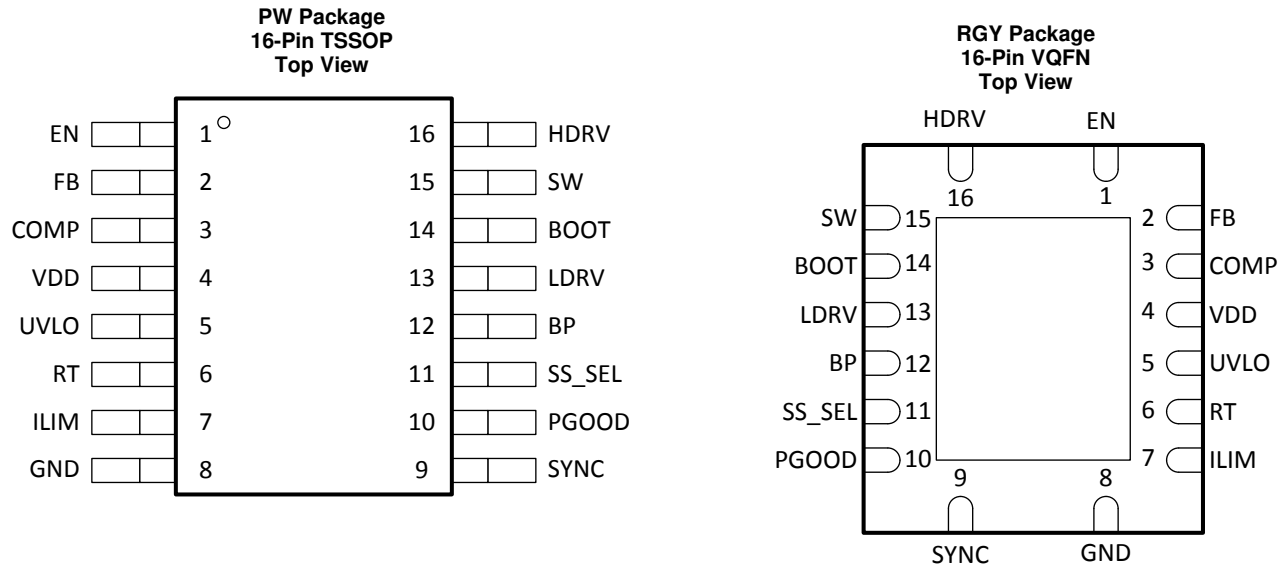 PW Package
16-Pin TSSOP
Top View
EN 1 16 HDRV
FB 2 15 SW
COMP 3 14 BOOT
VDD 4 13 LDRV
UVLO 5 12 BP
RT 6 11 SS_SEL
ILIM 7 10 PGOOD
GND 8 9 SYNC
RGY Package
16-Pin VQFN
Top View
HDRV EN
16 1
SW 15 2 FB
BOOT 14 3 COMP
LDRV 13 4 VDD
BP 12 5 UVLO
SS_SEL 11 6 RT
PGOOD 10 7 ILIM
9 8
SYNC GND